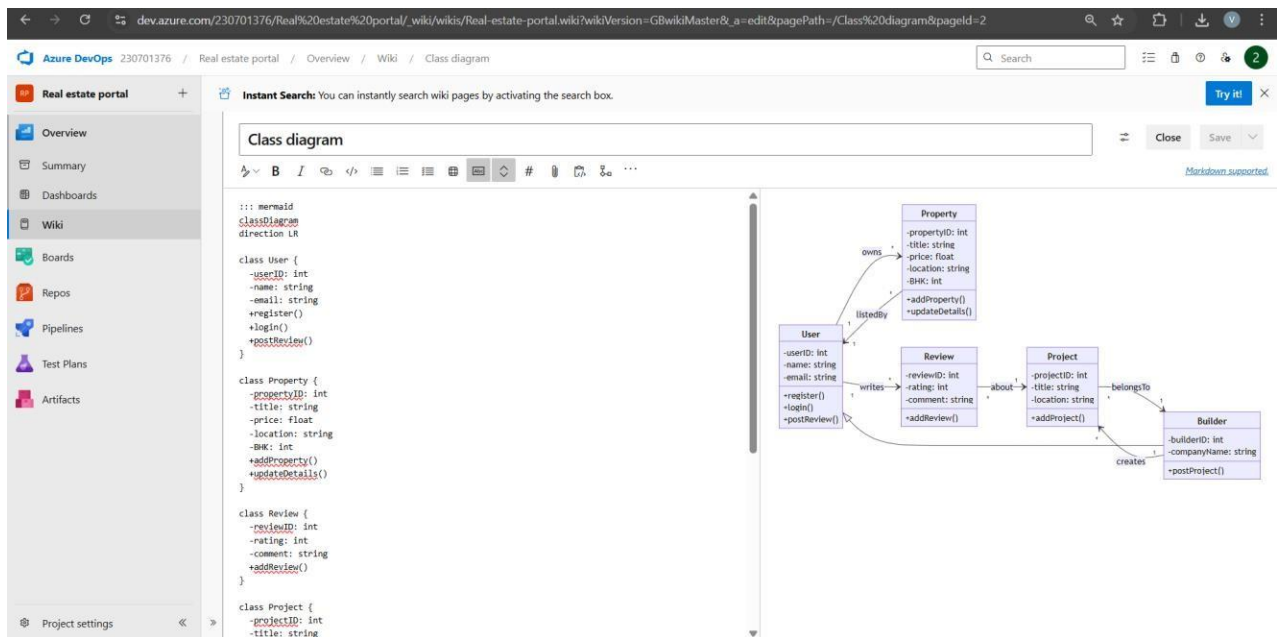 dev.azure.com/230701376/Real%20estate%20portal/_wiki/wikis/Real-estate-portal.wiki?wikiVersion=GBwikiMaster&_a=edit&pagePath=/Class%20diagram&pageId=2
V
Azure DevOps 230701376 / Real estate portal / Overview / Wiki / Class diagram
Search
2
RP Real estate portal +
Instant Search: You can instantly search wiki pages by activating the search box.
Try it!
Overview
Summary
Dashboards
Wiki
Boards
Repos
Pipelines
Test Plans
Artifacts
Project settings
Class diagram
Close
Save
B I </> # ...
Markdown supported.
::: mermaid
classDiagram
direction LR
class User {
-userID: int
-name: string
-email: string
+register()
+login()
+postReview()
}
class Property {
-propertyID: int
-title: string
-price: float
-location: string
-BHK: int
+addProperty()
+updateDetails()
}
class Review {
-reviewID: int
-rating: int
-comment: string
+addReview()
}
class Project {
-projectID: int
-title: string
Property
-propertyID: int
-title: string
-price: float
-location: string
-BHK: int
+addProperty()
+updateDetails()
owns
listedBy
User
-userID: int
-name: string
-email: string
+register()
+login()
+postReview()
writes
Review
-reviewID: int
-rating: int
-comment: string
+addReview()
about
Project
-projectID: int
-title: string
-location: string
+addProject()
belongsTo
creates
Builder
-builderID: int
-companyName: string
+postProject()